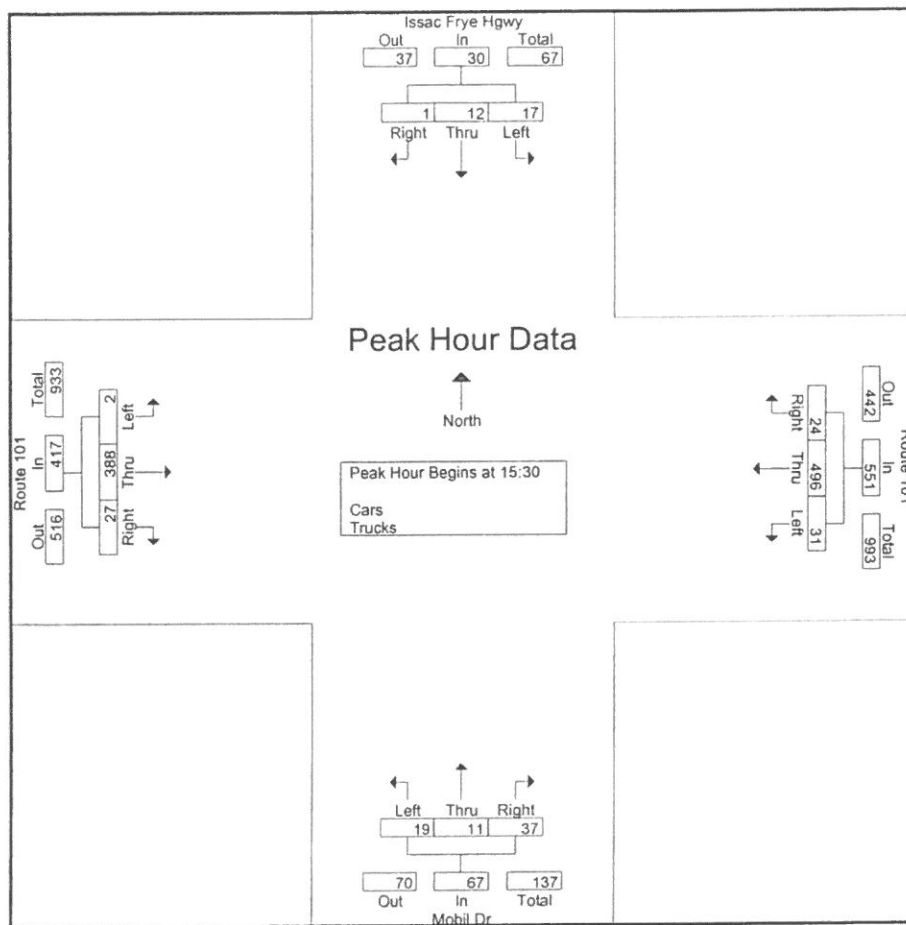 Issac Frye Hgwy
Out In Total
37 30 67
1 12 17
Right Thru Left
Peak Hour Data
North
Peak Hour Begins at 15:30
Cars
Trucks
Route 101
Out In Total
516 417 933
27 388 2
Right Thru Left
Right Thru Left
24 496 31
Out In Total
442 551 993
Route 101
Left Thru Right
19 11 37
70 67 137
Out In Total
Mobil Dr